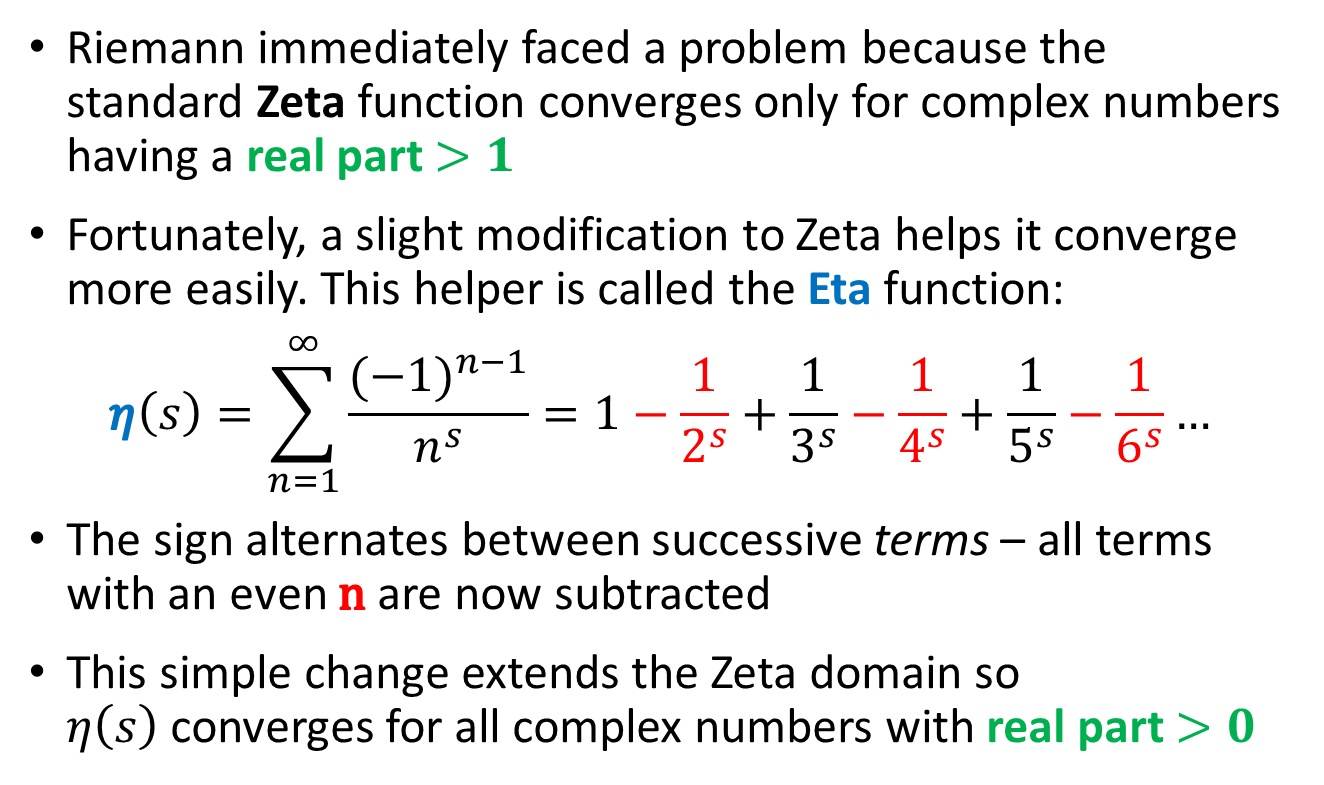 • Riemann immediately faced a problem because the
standard Zeta function converges only for complex numbers
having a real part > 1
• Fortunately, a slight modification to Zeta helps it converge
more easily. This helper is called the Eta function:
η(s) = ∑_{n=1}^{∞} (−1)^{n−1} / n^s = 1 − 1/2^s + 1/3^s − 1/4^s + 1/5^s − 1/6^s ...
• The sign alternates between successive terms – all terms
with an even n are now subtracted
• This simple change extends the Zeta domain so
η(s) converges for all complex numbers with real part > 0